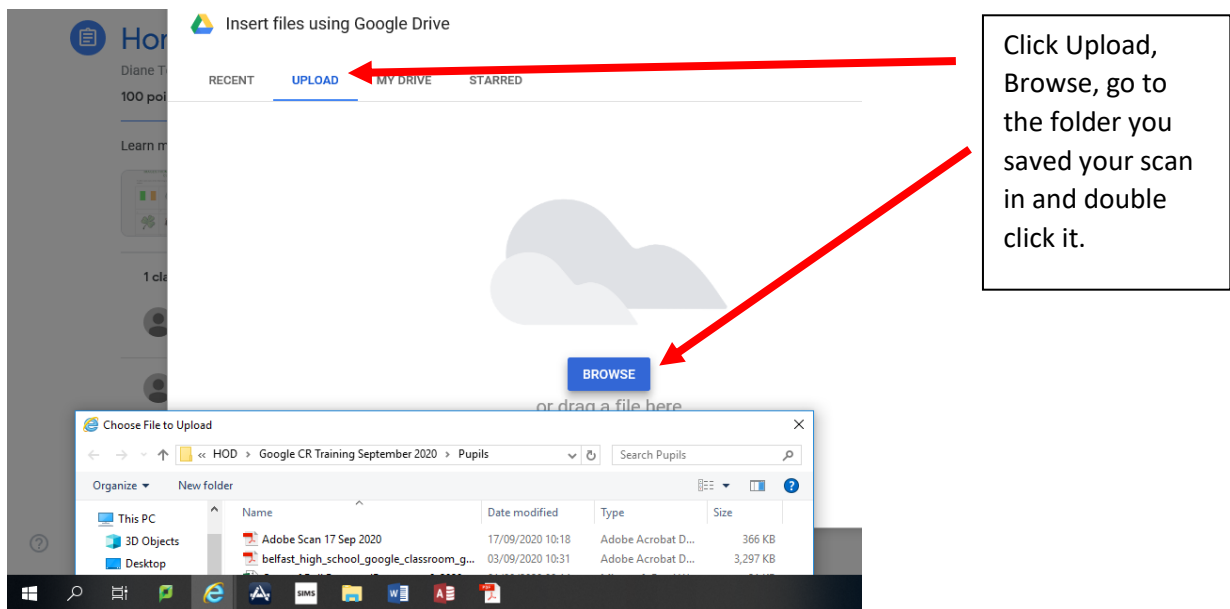 Insert files using Google Drive
RECENT UPLOAD MY DRIVE STARRED
Hor
Diane T
100 poi
Learn m
1 cla
Click Upload,
Browse, go to
the folder you
saved your scan
in and double
click it.
BROWSE
or drag a file here
Choose File to Upload
« HOD > Google CR Training September 2020 > Pupils
Search Pupils
Organize New folder
This PC
3D Objects
Desktop
Name Date modified Type Size
Adobe Scan 17 Sep 2020 17/09/2020 10:18 Adobe Acrobat D... 366 KB
belfast_high_school_google_classroom_g... 03/09/2020 10:31 Adobe Acrobat D... 3,297 KB
SIMS